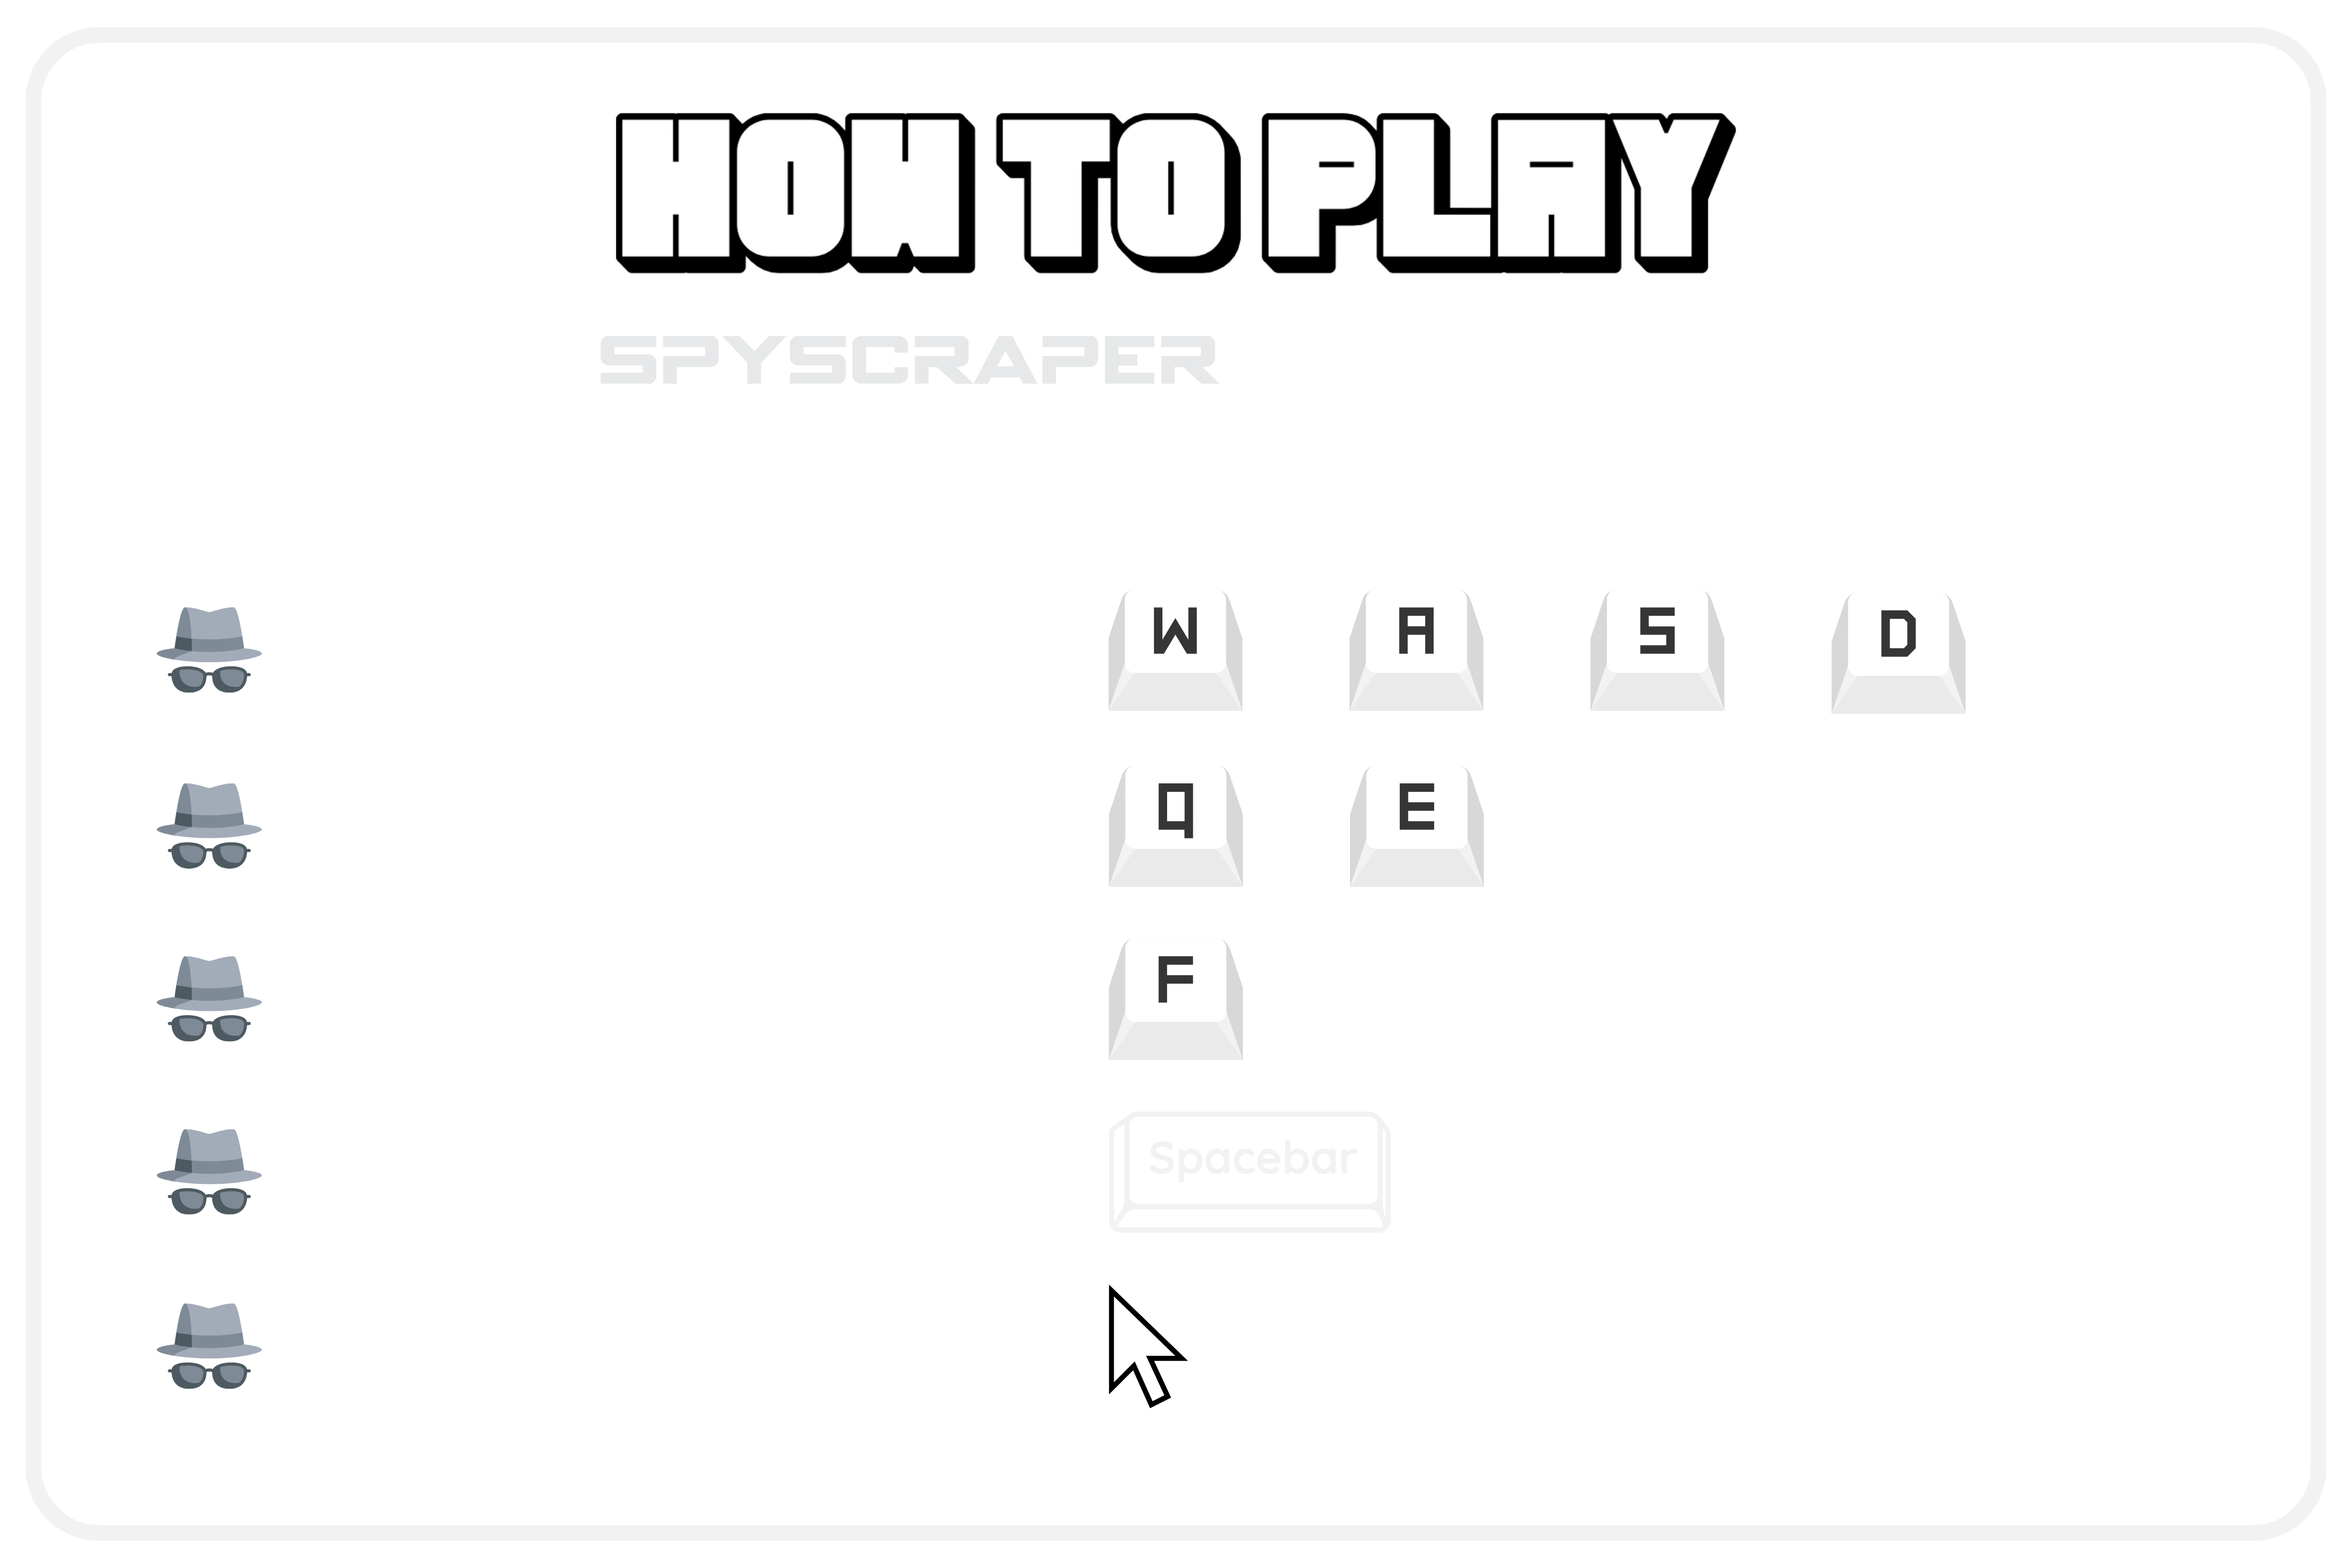 HOW TO PLAY
SPYSCRAPER
W A S D
Q E
F
Spacebar